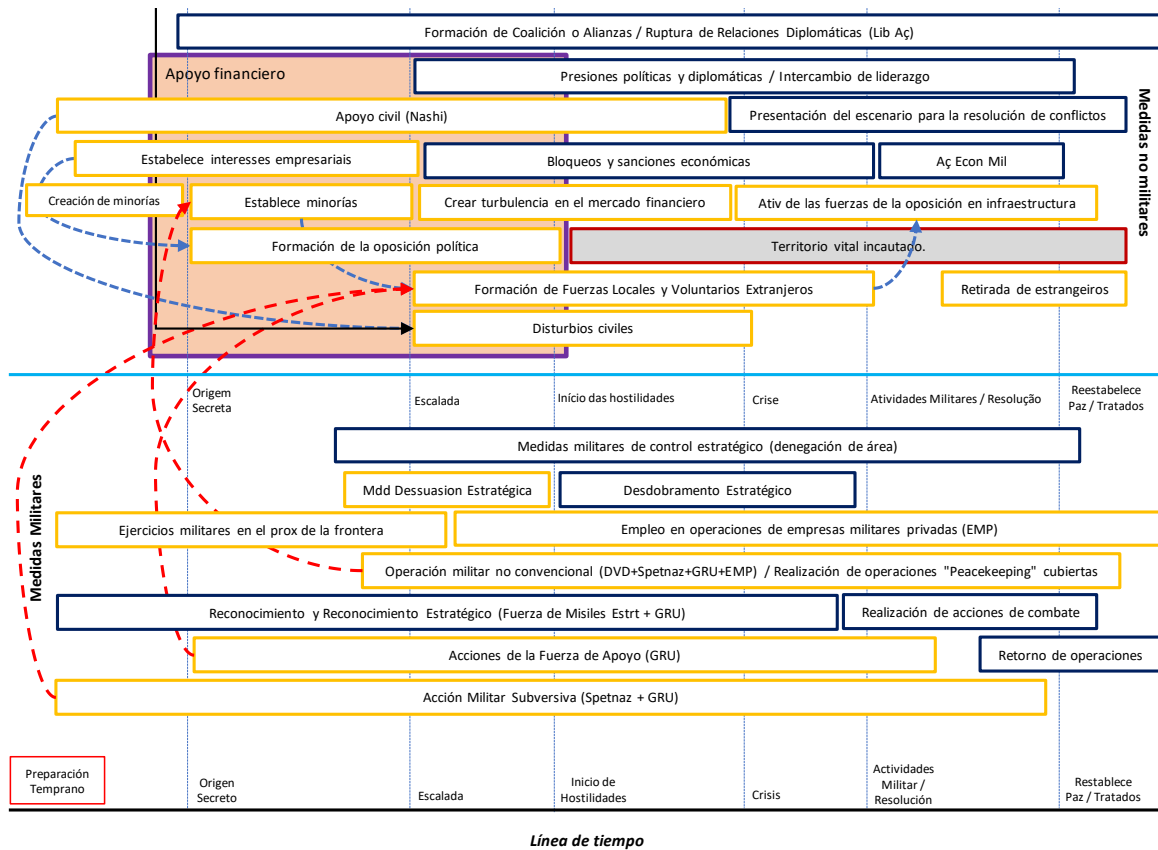 Formación de Coalición o Alianzas / Ruptura de Relaciones Diplomáticas (Lib Aç)
Apoyo financiero
Presiones políticas y diplomáticas / Intercambio de liderazgo
Apoyo civil (Nashi)
Presentación del escenario para la resolución de conflictos
Estabelece interesses empresariais
Bloqueos y sanciones económicas
Aç Econ Mil
Creación de minorías
Establece minorías
Crear turbulencia en el mercado financiero
Ativ de las fuerzas de la oposición en infraestructura
Formación de la oposición política
Territorio vital incautado.
Formación de Fuerzas Locales y Voluntarios Extranjeros
Retirada de estrangeiros
Disturbios civiles
Medidas no militares
Origem
Secreta
Escalada
Início das hostilidades
Crise
Atividades Militares / Resolução
Reestabelece
Paz / Tratados
Medidas militares de control estratégico (denegación de área)
Mdd Dessuasion Estratégica
Desdobramento Estratégico
Ejercicios militares en el prox de la frontera
Empleo en operaciones de empresas militares privadas (EMP)
Operación militar no convencional (DVD+Spetnaz+GRU+EMP) / Realización de operaciones "Peacekeeping" cubiertas
Reconocimiento y Reconocimiento Estratégico (Fuerza de Misiles Estrt + GRU)
Realización de acciones de combate
Acciones de la Fuerza de Apoyo (GRU)
Retorno de operaciones
Acción Militar Subversiva (Spetnaz + GRU)
Medidas Militares
Preparación
Temprano
Origen
Secreto
Escalada
Inicio de
Hostilidades
Crisis
Actividades
Militar /
Resolución
Restablece
Paz / Tratados
Línea de tiempo